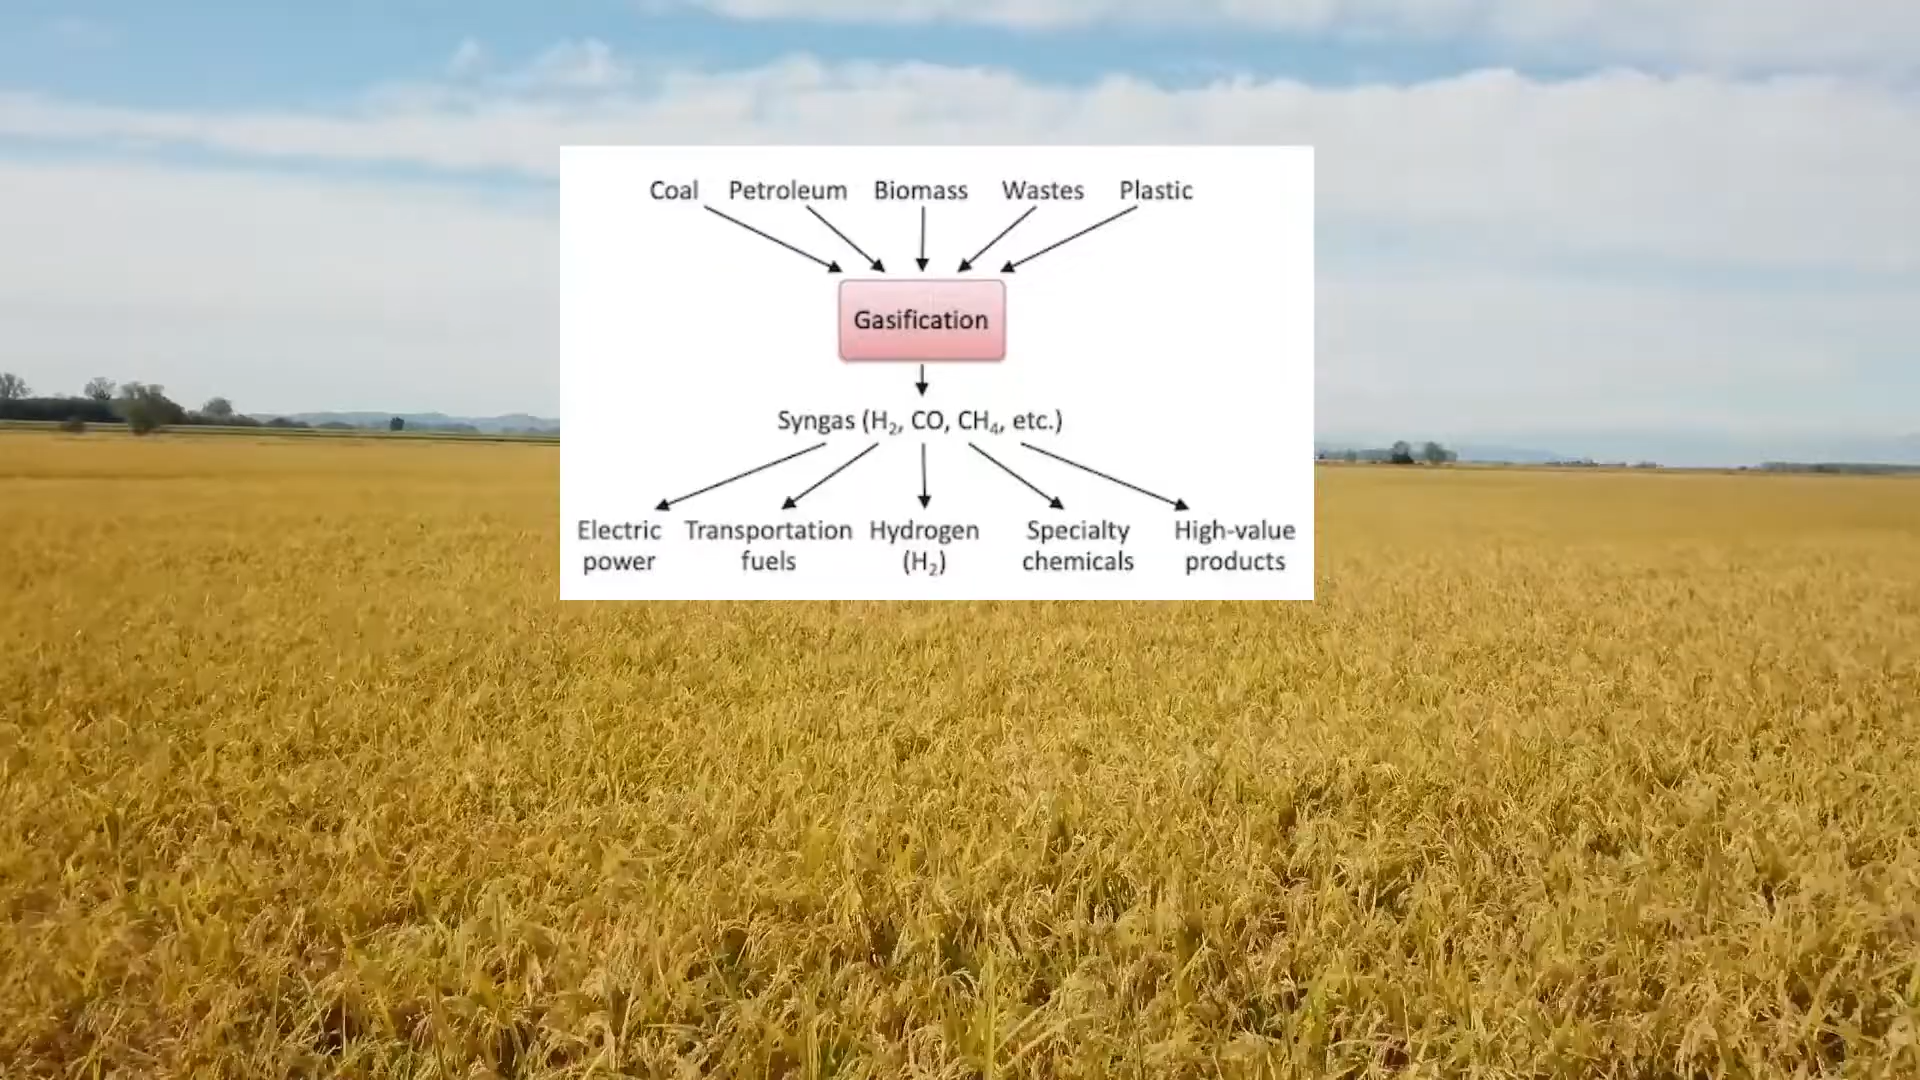 Coal Petroleum Biomass Wastes Plastic
Gasification
Syngas (H₂, CO, CH₄, etc.)
Electric power
Transportation fuels
Hydrogen (H₂)
Specialty chemicals
High-value products